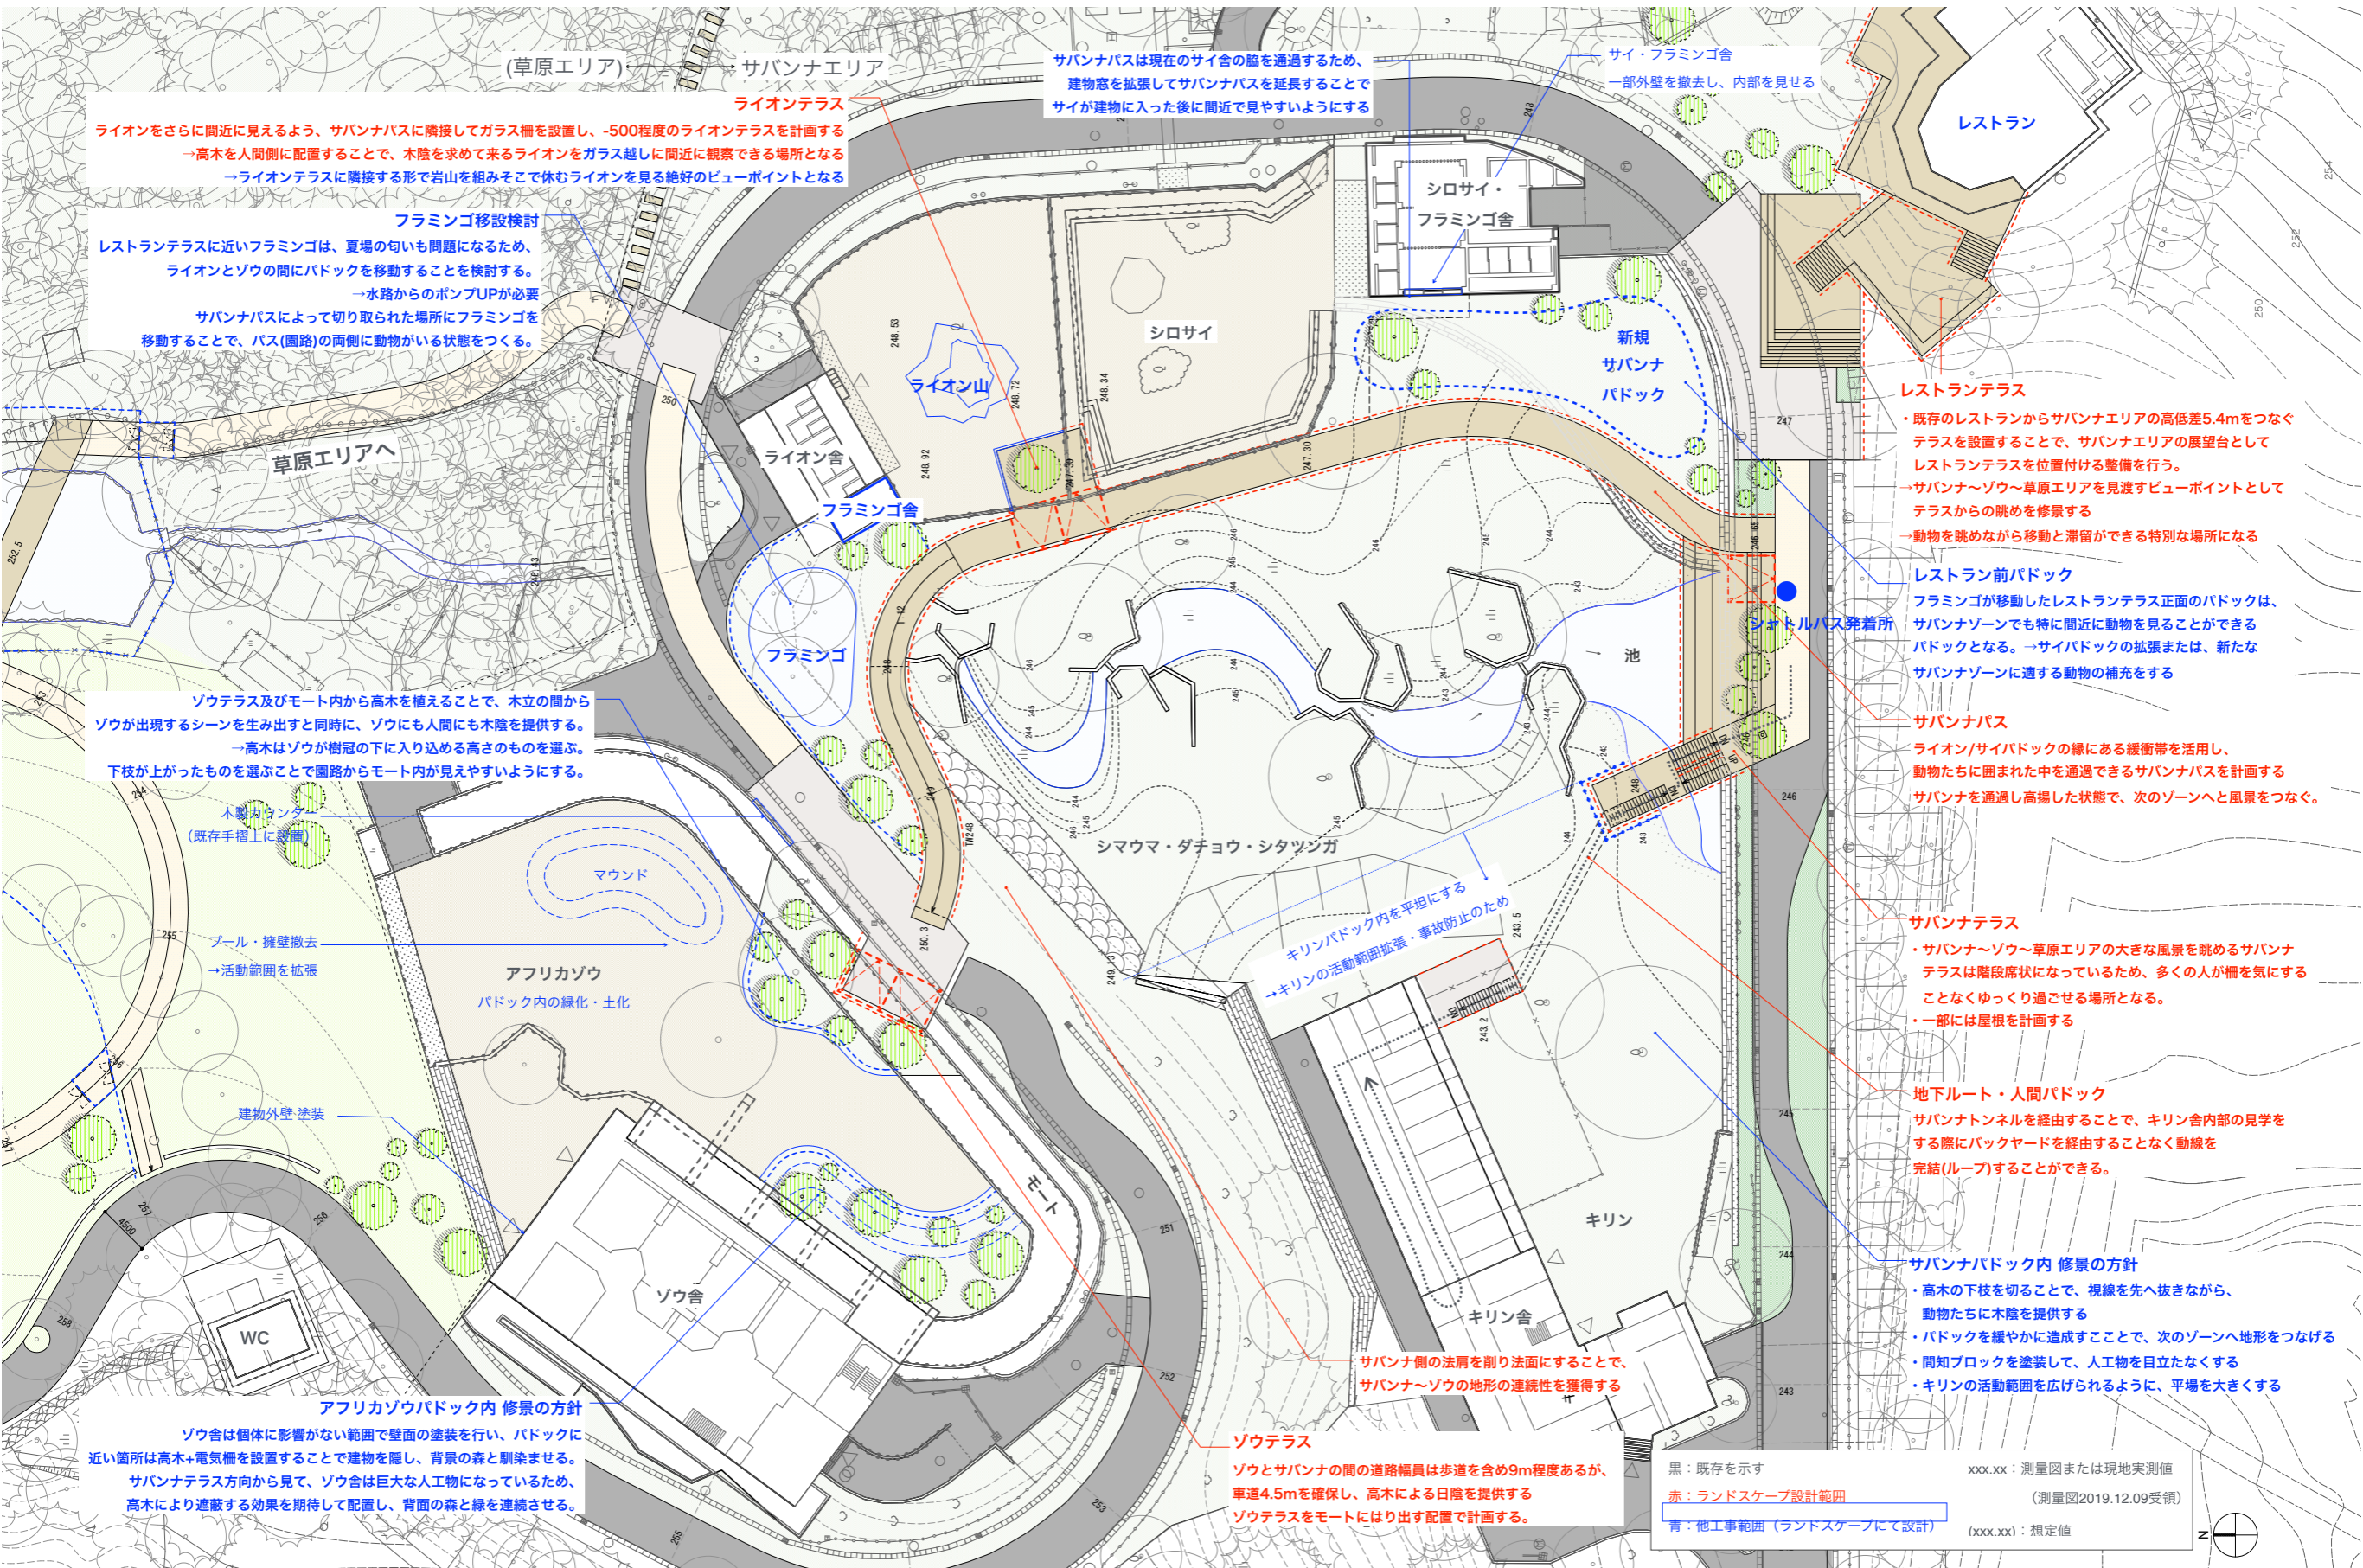 (草原エリア)
サバンナエリア
ライオンテラス
ライオンをさらに間近に見えるよう、サバンナパスに隣接してガラス柵を設置し、-500程度のライオンテラスを計画する
→高木を人間側に配置することで、木陰を求めて来るライオンをガラス越しに間近に観察できる場所となる
→ライオンテラスに隣接する形で岩山を組みそこで休むライオンを見る絶好のビューポイントとなる
サバンナパスは現在のサイ舎の脇を通過するため、
建物窓を拡張してサバンナパスを延長することで
サイが建物に入った後に間近で見やすいようにする
サイ・フラミンゴ舎
一部外壁を撤去し、内部を見せる
レストラン
フラミンゴ移設検討
レストランテラスに近いフラミンゴは、夏場の匂いも問題になるため、
ライオンとゾウの間にパドックを移動することを検討する。
→水路からのポンプUPが必要
サバンナパスによって切り取られた場所にフラミンゴを
移動することで、パス(園路)の両側に動物がいる状態をつくる。
シロサイ・
フラミンゴ舎
シロサイ
ライオン山
新規
サバンナ
パドック
248
254
252
250
248.53
248.72
248.34
248.92
247.30
247
250
草原エリアへ
ライオン舎
フラミンゴ舎
フラミンゴ
252.5
246.43
1:12
248
249
TW248
250.3
249.13
246.65
池
シャトルバス発着所
レストランテラス
・既存のレストランからサバンナエリアの高低差5.4mをつなぐ
テラスを設置することで、サバンナエリアの展望台として
レストランテラスを位置付ける整備を行う。
→サバンナ〜ゾウ〜草原エリアを見渡すビューポイントとして
テラスからの眺めを修景する
→動物を眺めながら移動と滞留ができる特別な場所になる
レストラン前パドック
フラミンゴが移動したレストランテラス正面のパドックは、
サバンナゾーンでも特に間近に動物を見ることができる
パドックとなる。→サイパドックの拡張または、新たな
サバンナゾーンに適する動物の補充をする
サバンナパス
ライオン/サイパドックの縁にある緩衝帯を活用し、
動物たちに囲まれた中を通過できるサバンナパスを計画する
サバンナを通過し高揚した状態で、次のゾーンへと風景をつなぐ。
ゾウテラス及びモート内から高木を植えることで、木立の間から
ゾウが出現するシーンを生み出すと同時に、ゾウにも人間にも木陰を提供する。
→高木はゾウが樹冠の下に入り込める高さのものを選ぶ。
下枝が上がったものを選ぶことで園路からモート内が見えやすいようにする。
木製カウンター
（既存手摺上に設置）
マウンド
プール・擁壁撤去
→活動範囲を拡張
アフリカゾウ
パドック内の緑化・土化
建物外壁 塗装
シマウマ・ダチョウ・シタツンガ
キリンパドック内を平坦にする
→キリンの活動範囲拡張・事故防止のため
243.5
243.2
248
246
245
244
243
253
254
255
256
257
258
4500
サバンナテラス
・サバンナ〜ゾウ〜草原エリアの大きな風景を眺めるサバンナ
テラスは階段席状になっているため、多くの人が柵を気にする
ことなくゆっくり過ごせる場所となる。
・一部には屋根を計画する
地下ルート・人間パドック
サバンナトンネルを経由することで、キリン舎内部の見学を
する際にバックヤードを経由することなく動線を
完結(ループ)することができる。
モート
ゾウ舎
WC
キリン
キリン舎
251
252
253
255
サバンナパドック内 修景の方針
・高木の下枝を切ることで、視線を先へ抜きながら、
動物たちに木陰を提供する
・パドックを緩やかに造成すこことで、次のゾーンへ地形をつなげる
・間知ブロックを塗装して、人工物を目立たなくする
・キリンの活動範囲を広げられるように、平場を大きくする
サバンナ側の法肩を削り法面にすることで、
サバンナ〜ゾウの地形の連続性を獲得する
アフリカゾウパドック内 修景の方針
ゾウ舎は個体に影響がない範囲で壁面の塗装を行い、パドックに
近い箇所は高木+電気柵を設置することで建物を隠し、背景の森と馴染ませる。
サバンナテラス方向から見て、ゾウ舎は巨大な人工物になっているため、
高木により遮蔽する効果を期待して配置し、背面の森と緑を連続させる。
ゾウテラス
ゾウとサバンナの間の道路幅員は歩道を含め9m程度あるが、
車道4.5mを確保し、高木による日陰を提供する
ゾウテラスをモートにはり出す配置で計画する。
黒：既存を示す
xxx.xx：測量図または現地実測値
赤：ランドスケープ設計範囲
（測量図2019.12.09受領）
青：他工事範囲（ランドスケープにて設計）
(xxx.xx)：想定値
N